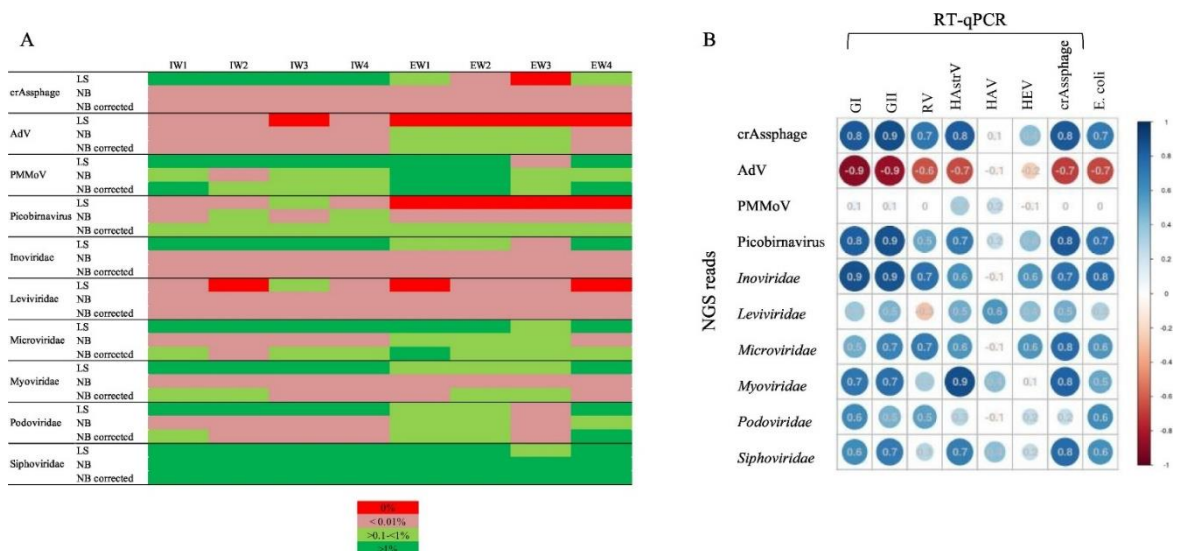 A
IW1 IW2 IW3 IW4 EW1 EW2 EW3 EW4
crAssphage LS
NB
NB corrected
AdV LS
NB
NB corrected
PMMoV LS
NB
NB corrected
Picobirnavirus LS
NB
NB corrected
Inoviridae LS
NB
NB corrected
Leviviridae LS
NB
NB corrected
Microviridae LS
NB
NB corrected
Myoviridae LS
NB
NB corrected
Podoviridae LS
NB
NB corrected
Siphoviridae LS
NB
NB corrected
0%
< 0.01%
>0.1-<1%
>1%
B
RT-qPCR
GI GII RV HAstrV HAV HEV crAssphage E. coli
NGS reads
crAssphage 0.8 0.9 0.7 0.8 0.1 0.8 0.7
AdV -0.9 -0.9 -0.6 -0.7 -0.1 -0.2 -0.7 -0.7
PMMoV 0.1 0.1 0 -0.1 0 0
Picobirnavirus 0.8 0.9 0.5 0.7 0.2 0.8 0.7
Inoviridae 0.9 0.9 0.7 0.6 -0.1 0.6 0.7 0.8
Leviviridae 0.5 0.5 0.6 0.5
Microviridae 0.5 0.7 0.7 0.6 -0.1 0.6 0.8 0.6
Myoviridae 0.7 0.7 0.9 0.1 0.8 0.5
Podoviridae 0.6 0.5 0.5 -0.1 0.2 0.2 0.6
Siphoviridae 0.6 0.7 0.7 0.2 0.8 0.6
1
0.8
0.6
0.4
0.2
0
-0.2
-0.4
-0.6
-0.8
-1